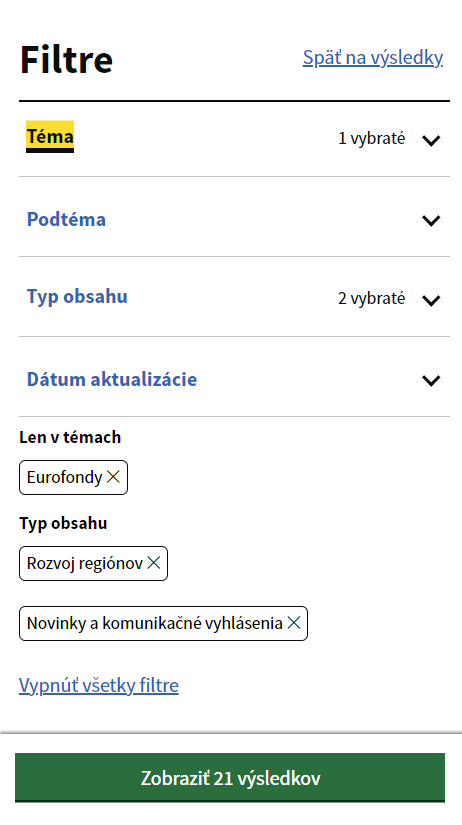 Filtre
Späť na výsledky
Téma
1 vybraté
Podtéma
Typ obsahu
2 vybraté
Dátum aktualizácie
Len v témach
Eurofondy
Typ obsahu
Rozvoj regiónov
Novinky a komunikačné vyhlásenia
Vypnúť všetky filtre
Zobraziť 21 výsledkov